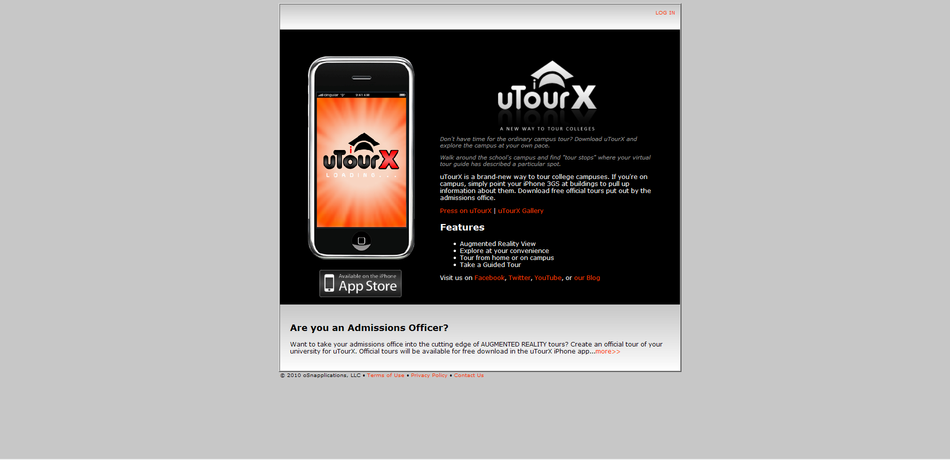 LOG IN
9:41 AM
uTourX
LOADING...
Available on the iPhone
App Store
uTourX
A NEW WAY TO TOUR COLLEGES
Don't have time for the ordinary campus tour? Download uTourX and
explore the campus at your own pace.
Walk around the school's campus and find "tour stops" where your virtual
tour guide has described a particular spot.
uTourX is a brand-new way to tour college campuses. If you're on
campus, simply point your iPhone 3GS at buildings to pull up
information about them. Download free official tours put out by the
admissions office.
Press on uTourX | uTourX Gallery
Features
• Augmented Reality View
• Explore at your convenience
• Tour from home or on campus
• Take a Guided Tour
Visit us on Facebook, Twitter, YouTube, or our Blog
Are you an Admissions Officer?
Want to take your admissions office into the cutting edge of AUGMENTED REALITY tours? Create an official tour of your
university for uTourX. Official tours will be available for free download in the uTourX iPhone app...more>>
© 2010 oSnapplications, LLC • Terms of Use • Privacy Policy • Contact Us